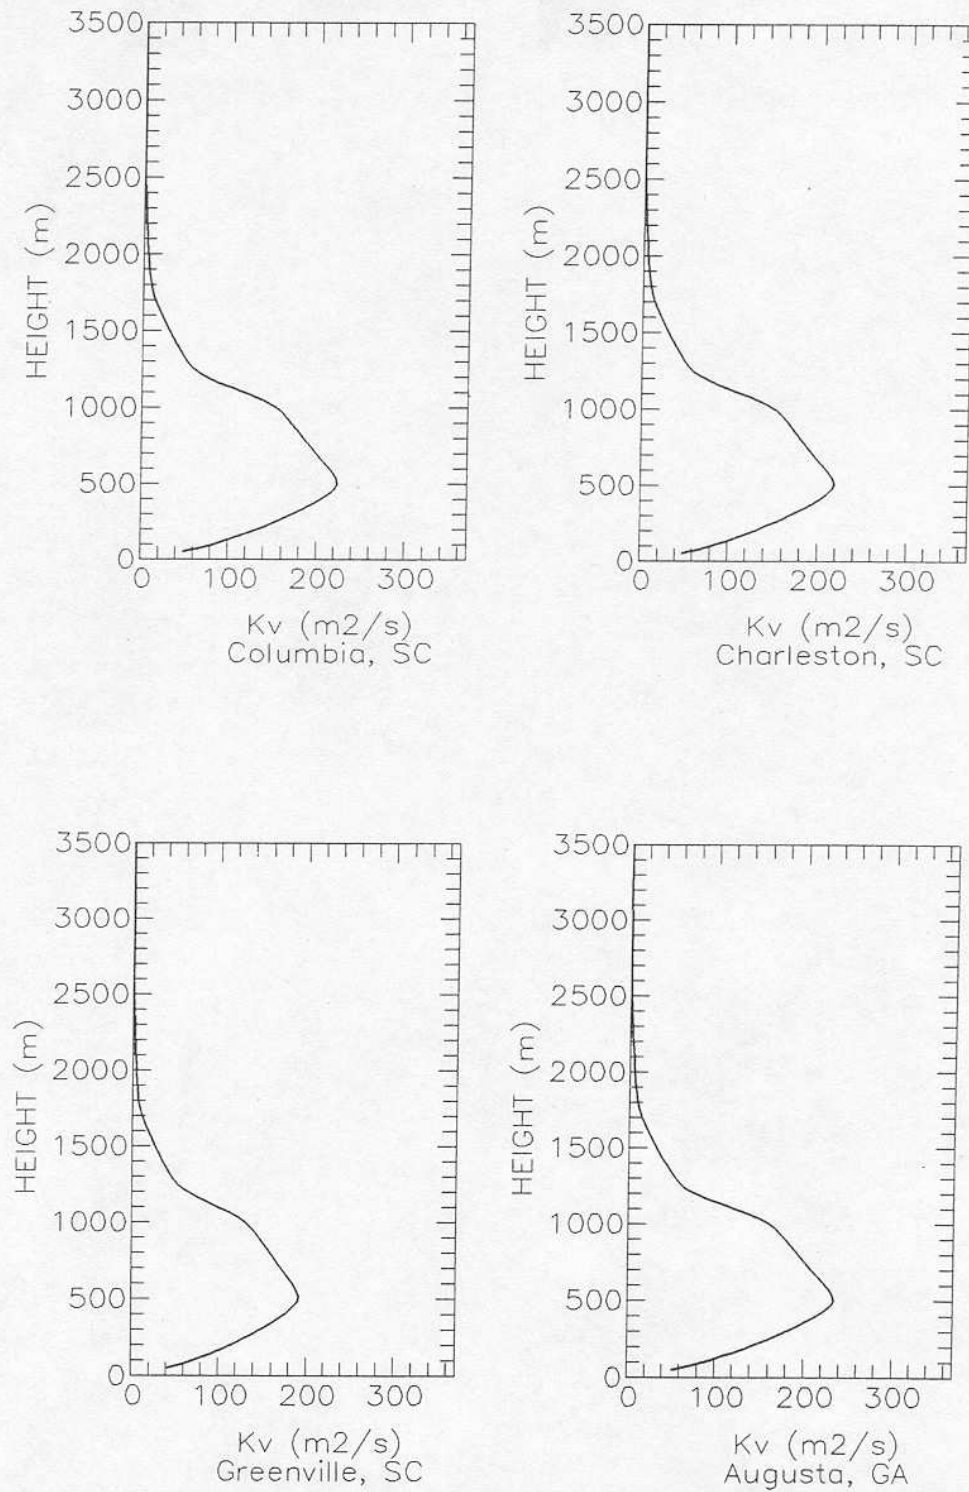 3500
3000
2500
2000
1500
1000
500
0
HEIGHT (m)
0 100 200 300
Kv (m2/s)
Columbia, SC
3500
3000
2500
2000
1500
1000
500
0
HEIGHT (m)
0 100 200 300
Kv (m2/s)
Charleston, SC
3500
3000
2500
2000
1500
1000
500
0
HEIGHT (m)
0 100 200 300
Kv (m2/s)
Greenville, SC
3500
3000
2500
2000
1500
1000
500
0
HEIGHT (m)
0 100 200 300
Kv (m2/s)
Augusta, GA